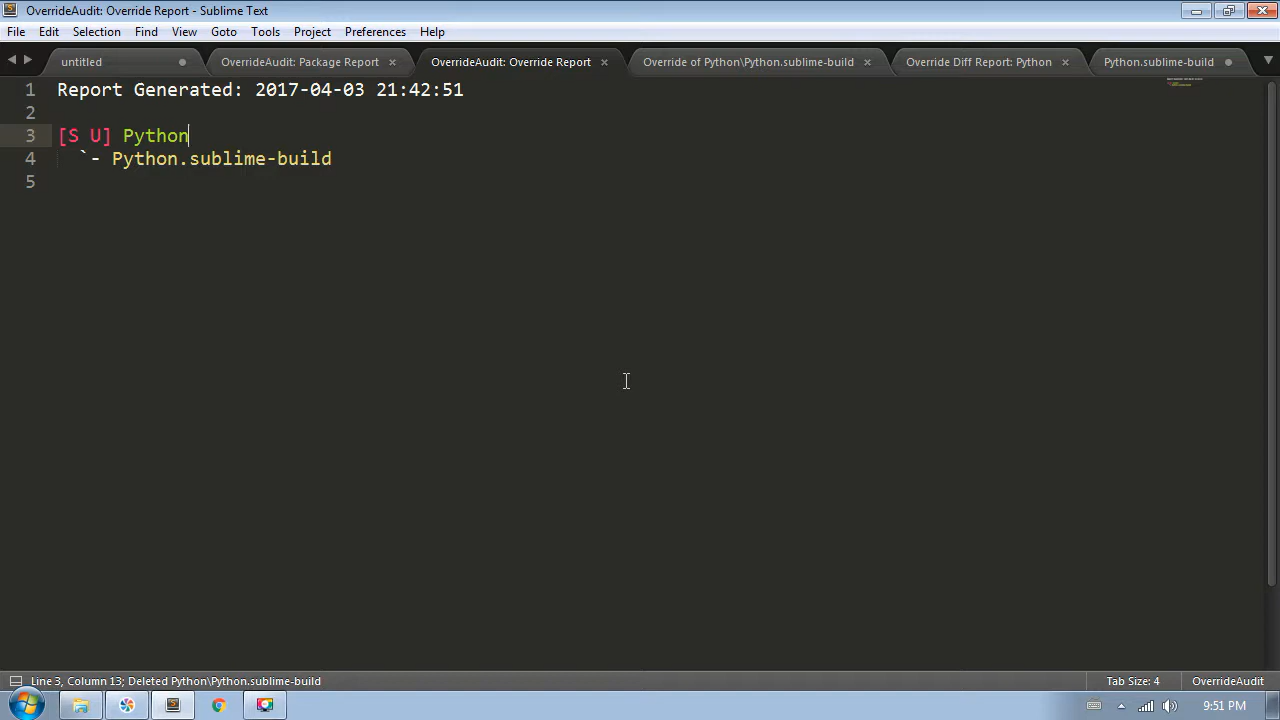 OverrideAudit: Override Report - Sublime Text
File Edit Selection Find View Goto Tools Project Preferences Help
untitled OverrideAudit: Package Report OverrideAudit: Override Report Override of Python\Python.sublime-build Override Diff Report: Python Python.sublime-build
1 Report Generated: 2017-04-03 21:42:51
2
3 [S U] Python
4 `- Python.sublime-build
5
Line 3, Column 13; Deleted Python\Python.sublime-build Tab Size: 4 OverrideAudit
9:51 PM